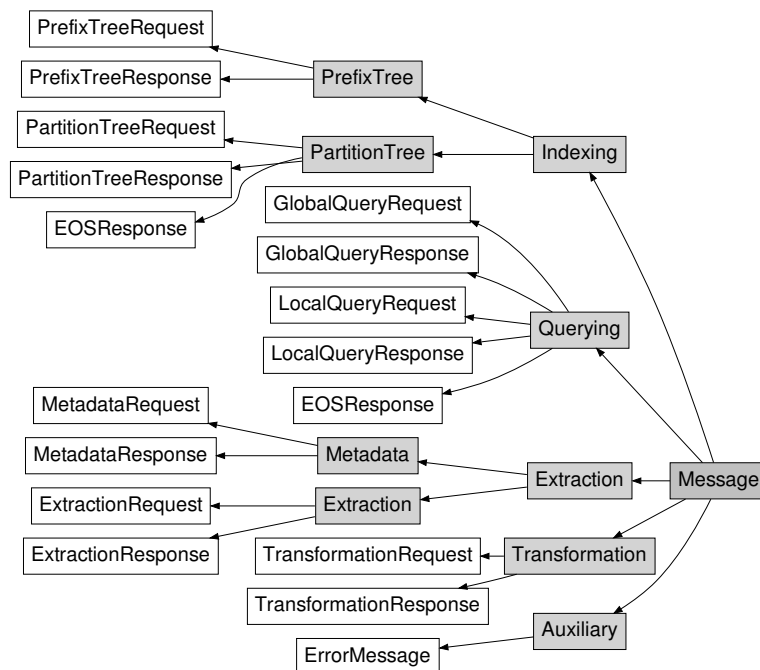 PrefixTreeRequest
PrefixTreeResponse
PrefixTree
PartitionTreeRequest
PartitionTree
Indexing
PartitionTreeResponse
GlobalQueryRequest
EOSResponse
GlobalQueryResponse
LocalQueryRequest
Querying
LocalQueryResponse
EOSResponse
MetadataRequest
MetadataResponse
Metadata
Extraction
Message
ExtractionRequest
Extraction
ExtractionResponse
TransformationRequest
Transformation
TransformationResponse
Auxiliary
ErrorMessage